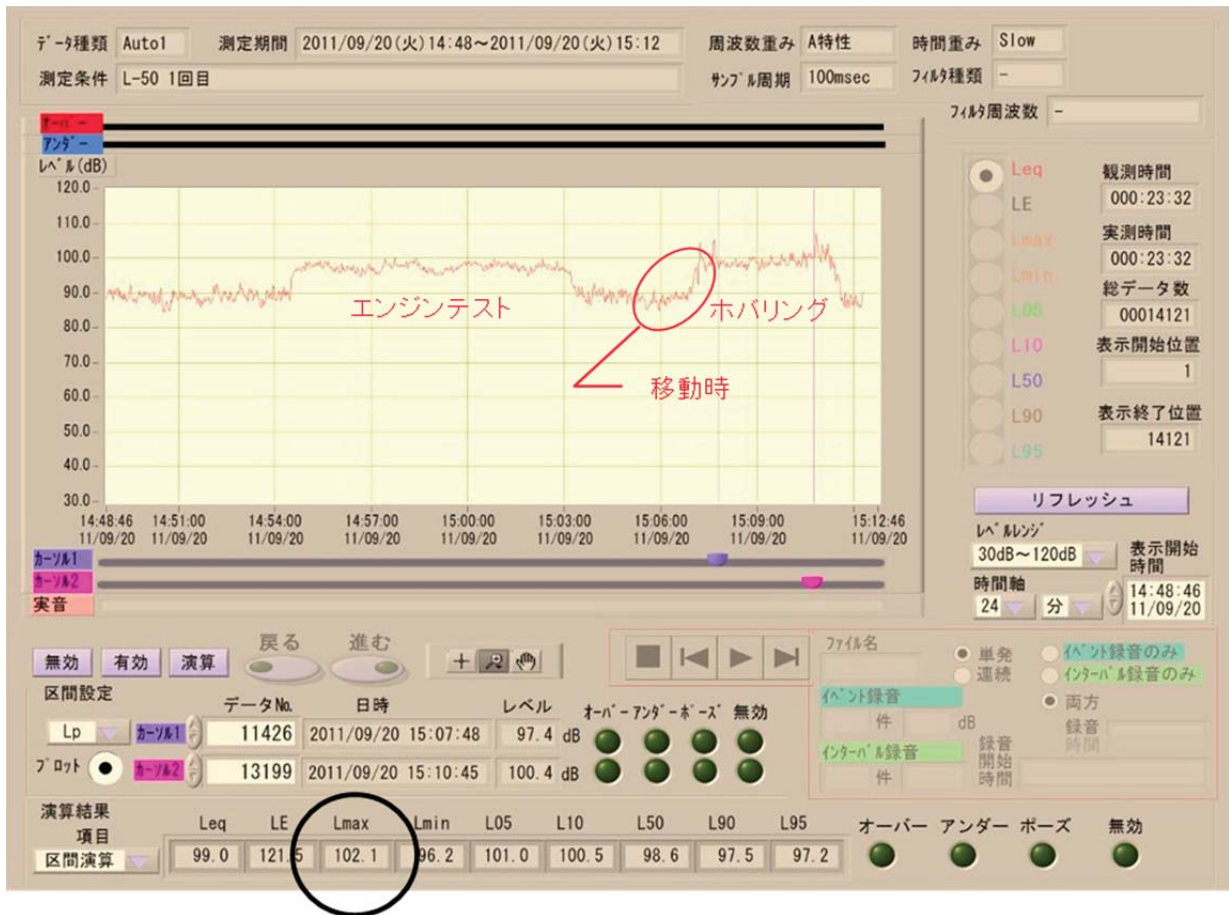 データ種類 Auto1 測定期間 2011/09/20(火)14:48～2011/09/20(火)15:12 周波数重み A特性 時間重み Slow
測定条件 L-50 1回目 サンプル周期 100msec フィルタ種類 -
フィルタ周波数 -
オーバー
アンダー
レベル(dB)
120.0
110.0
100.0
90.0
80.0
70.0
60.0
50.0
40.0
30.0
エンジンテスト
ホバリング
移動時
14:48:46 14:51:00 14:54:00 14:57:00 15:00:00 15:03:00 15:06:00 15:09:00 15:12:46
11/09/20 11/09/20 11/09/20 11/09/20 11/09/20 11/09/20 11/09/20 11/09/20 11/09/20
カーソル1
カーソル2
実音
Leq
LE
Lmax
Lmin
L05
L10
L50
L90
L95
観測時間
000:23:32
実測時間
000:23:32
総データ数
00014121
表示開始位置
1
表示終了位置
14121
リフレッシュ
レベルレンジ
30dB～120dB
時間軸
24 分
表示開始
時間
14:48:46
11/09/20
無効 有効 演算 戻る 進む
区間設定
データNo. 日時 レベル オーバー アンダー ポーズ 無効
Lp カーソル1 11426 2011/09/20 15:07:48 97.4 dB
プロット カーソル2 13199 2011/09/20 15:10:45 100.4 dB
ファイル名
単発
連続
イベント録音のみ
インターバル録音のみ
両方
イベント録音
件 dB
インターバル録音
件
録音
開始
時間
録音
時間
演算結果
項目 Leq LE Lmax Lmin L05 L10 L50 L90 L95 オーバー アンダー ポーズ 無効
区間演算 99.0 121.5 102.1 96.2 101.0 100.5 98.6 97.5 97.2